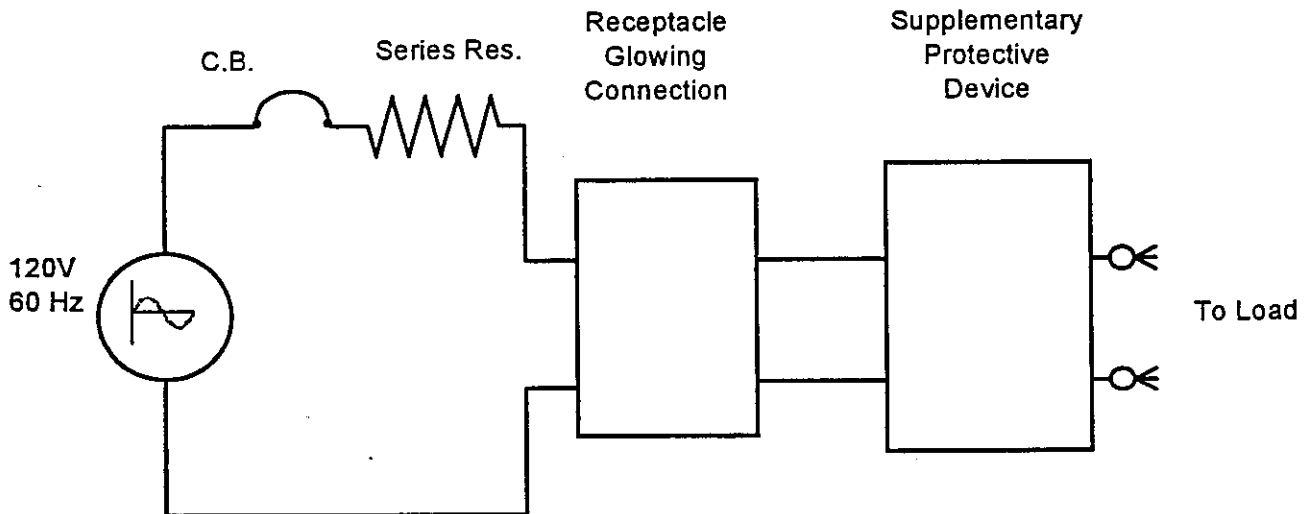 Receptacle
Glowing
Connection
Supplementary
Protective
Device
C.B.
Series Res.
120V
60 Hz
To Load